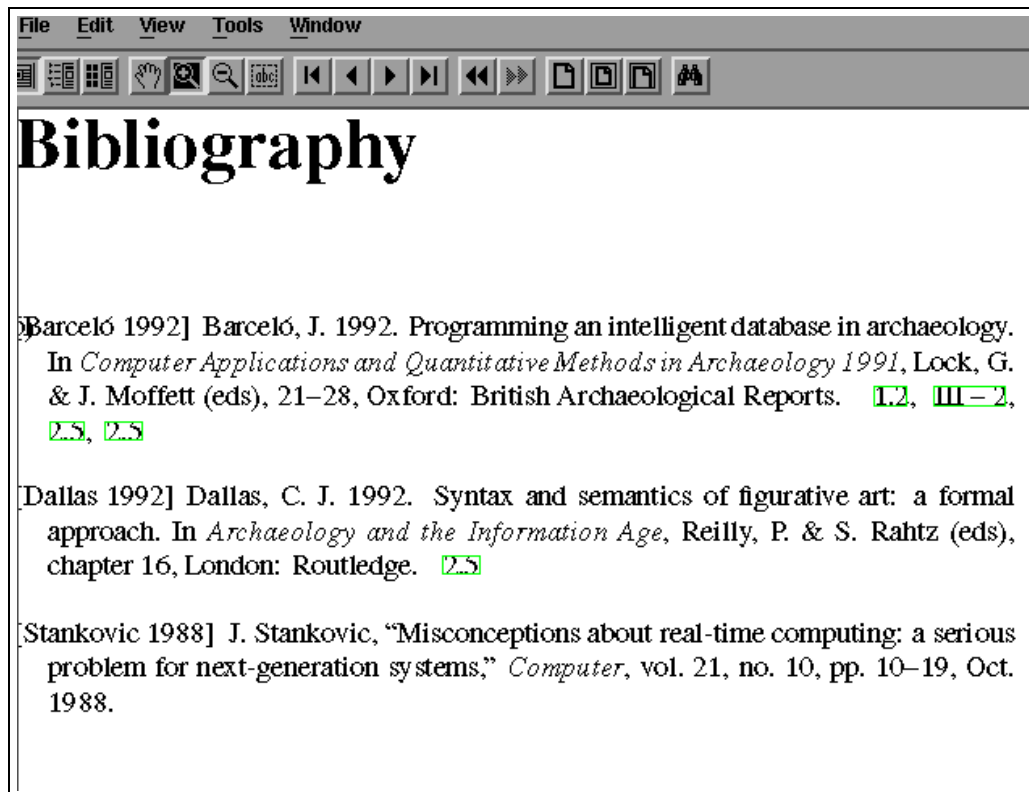 File Edit View Tools Window
abc
Bibliography
[Barceló 1992] Barceló, J. 1992. Programming an intelligent database in archaeology.
In Computer Applications and Quantitative Methods in Archaeology 1991, Lock, G.
& J. Moffett (eds), 21–28, Oxford: British Archaeological Reports. 1.2, III – 2,
2.5, 2.5
[Dallas 1992] Dallas, C. J. 1992. Syntax and semantics of figurative art: a formal
approach. In Archaeology and the Information Age, Reilly, P. & S. Rahtz (eds),
chapter 16, London: Routledge. 2.5
[Stankovic 1988] J. Stankovic, “Misconceptions about real-time computing: a serious
problem for next-generation systems,” Computer, vol. 21, no. 10, pp. 10–19, Oct.
1988.